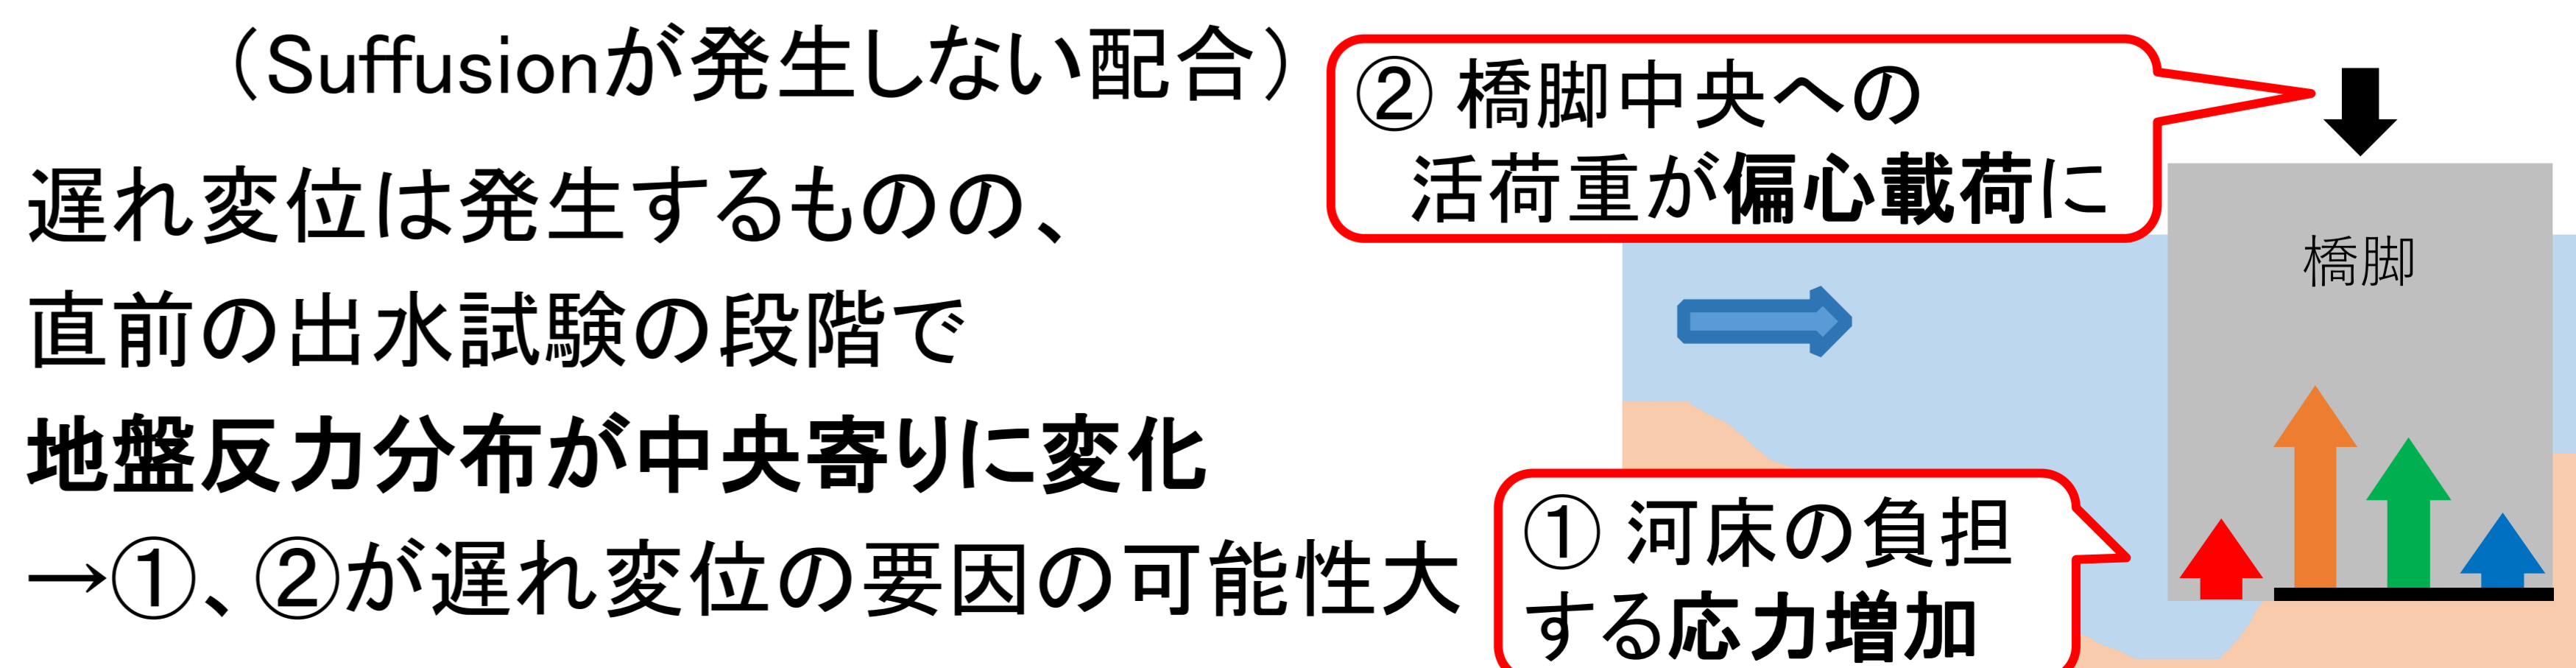 （Suffusionが発生しない配合）
遅れ変位は発生するものの、
直前の出水試験の段階で
地盤反力分布が中央寄りに変化
→①、②が遅れ変位の要因の可能性大
② 橋脚中央への
活荷重が偏心載荷に
橋脚
① 河床の負担
する応力増加